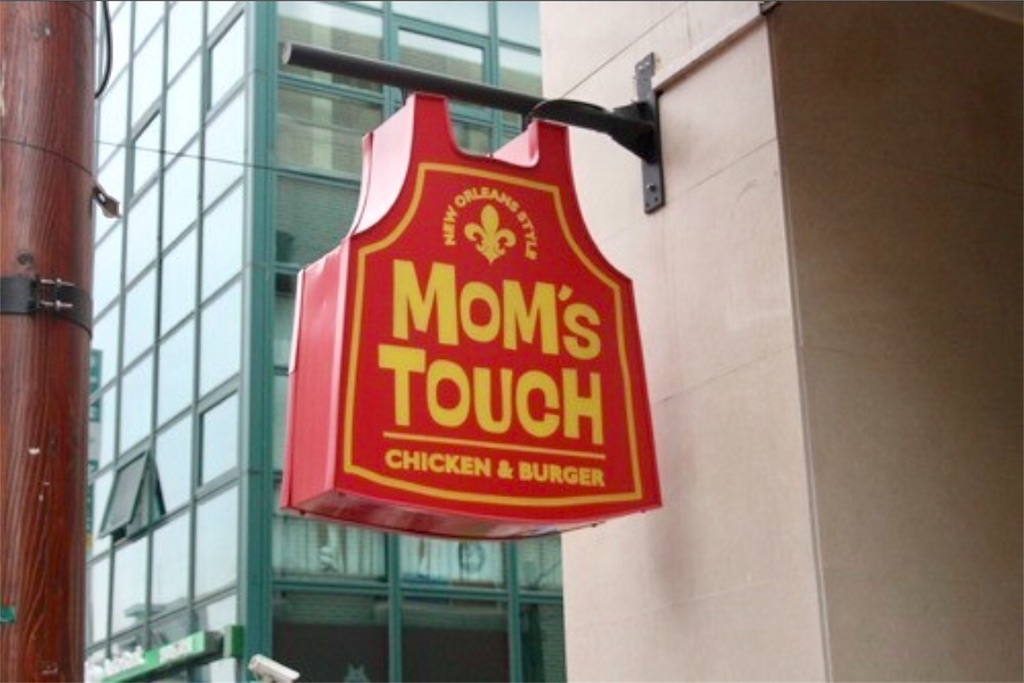 NEW ORLEANS STYLE
MOM'S
TOUCH
CHICKEN & BURGER